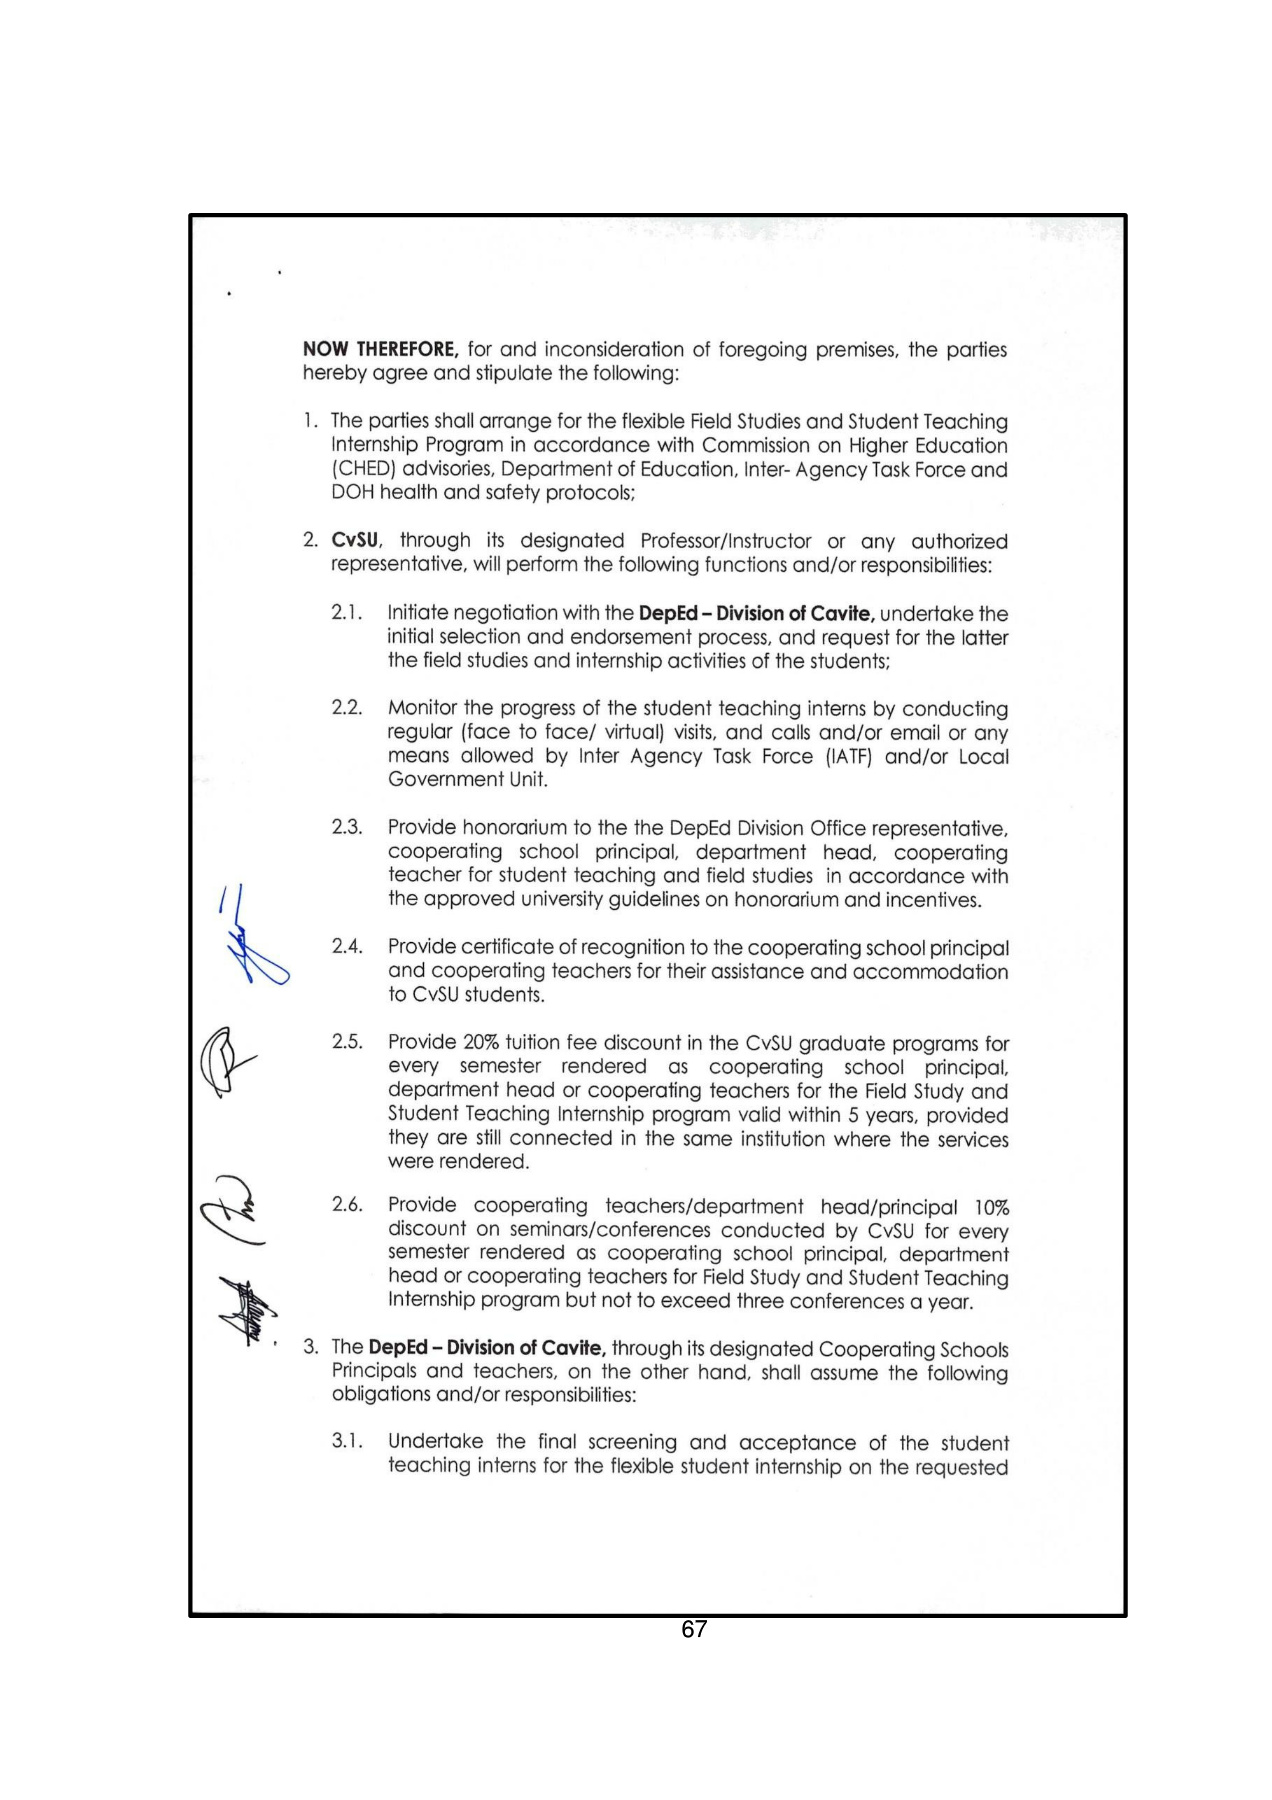 NOW THEREFORE, for and inconsideration of foregoing premises, the parties
hereby agree and stipulate the following:
1. The parties shall arrange for the flexible Field Studies and Student Teaching
Internship Program in accordance with Commission on Higher Education
(CHED) advisories, Department of Education, Inter- Agency Task Force and
DOH health and safety protocols;
2. CvSU, through its designated Professor/Instructor or any authorized
representative, will perform the following functions and/or responsibilities:
2.1. Initiate negotiation with the DepEd – Division of Cavite, undertake the
initial selection and endorsement process, and request for the latter
the field studies and internship activities of the students;
2.2. Monitor the progress of the student teaching interns by conducting
regular (face to face/ virtual) visits, and calls and/or email or any
means allowed by Inter Agency Task Force (IATF) and/or Local
Government Unit.
2.3. Provide honorarium to the the DepEd Division Office representative,
cooperating school principal, department head, cooperating
teacher for student teaching and field studies in accordance with
the approved university guidelines on honorarium and incentives.
2.4. Provide certificate of recognition to the cooperating school principal
and cooperating teachers for their assistance and accommodation
to CvSU students.
2.5. Provide 20% tuition fee discount in the CvSU graduate programs for
every semester rendered as cooperating school principal,
department head or cooperating teachers for the Field Study and
Student Teaching Internship program valid within 5 years, provided
they are still connected in the same institution where the services
were rendered.
2.6. Provide cooperating teachers/department head/principal 10%
discount on seminars/conferences conducted by CvSU for every
semester rendered as cooperating school principal, department
head or cooperating teachers for Field Study and Student Teaching
Internship program but not to exceed three conferences a year.
3. The DepEd – Division of Cavite, through its designated Cooperating Schools
Principals and teachers, on the other hand, shall assume the following
obligations and/or responsibilities:
3.1. Undertake the final screening and acceptance of the student
teaching interns for the flexible student internship on the requested
67